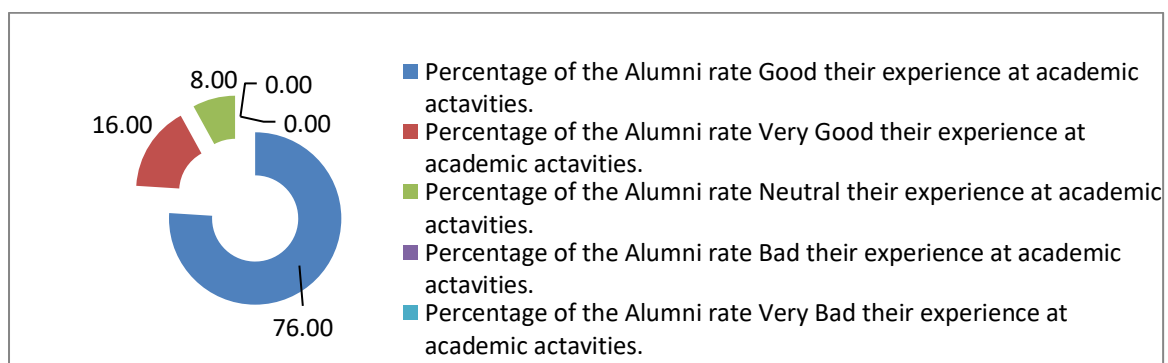 8.00
0.00
0.00
16.00
76.00
Percentage of the Alumni rate Good their experience at academic
actavities.
Percentage of the Alumni rate Very Good their experience at
academic actavities.
Percentage of the Alumni rate Neutral their experience at academic
actavities.
Percentage of the Alumni rate Bad their experience at academic
actavities.
Percentage of the Alumni rate Very Bad their experience at
academic actavities.